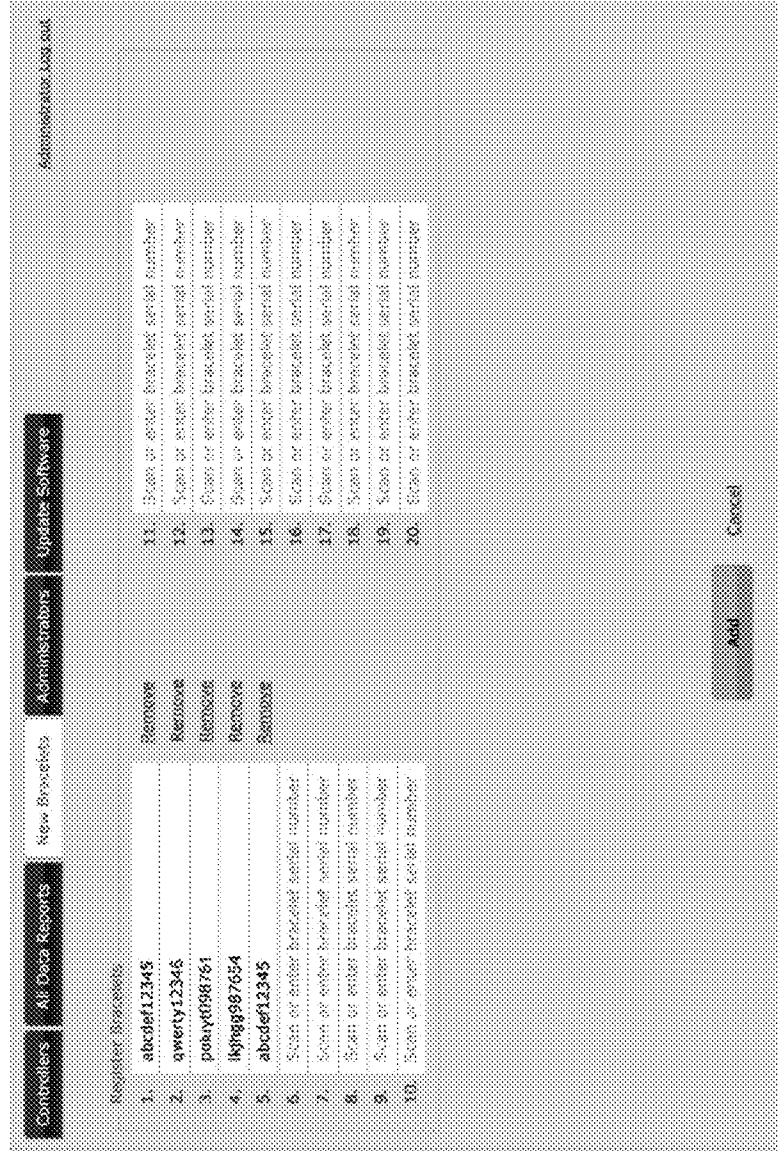 Administrator Log out
Controllers All Data Reports New Bracelets Administrators Update Software
Register Bracelets
1. abcdef12345 Remove
2. qwerty12346 Remove
3. Remove
4. Remove
5. abcdef12345 Remove
6. Scan or enter bracelet serial number
7. Scan or enter bracelet serial number
8. Scan or enter bracelet serial number
9. Scan or enter bracelet serial number
10. Scan or enter bracelet serial number
11. Scan or enter bracelet serial number
12. Scan or enter bracelet serial number
13. Scan or enter bracelet serial number
14. Scan or enter bracelet serial number
15. Scan or enter bracelet serial number
16. Scan or enter bracelet serial number
17. Scan or enter bracelet serial number
18. Scan or enter bracelet serial number
19. Scan or enter bracelet serial number
20. Scan or enter bracelet serial number
Add Cancel